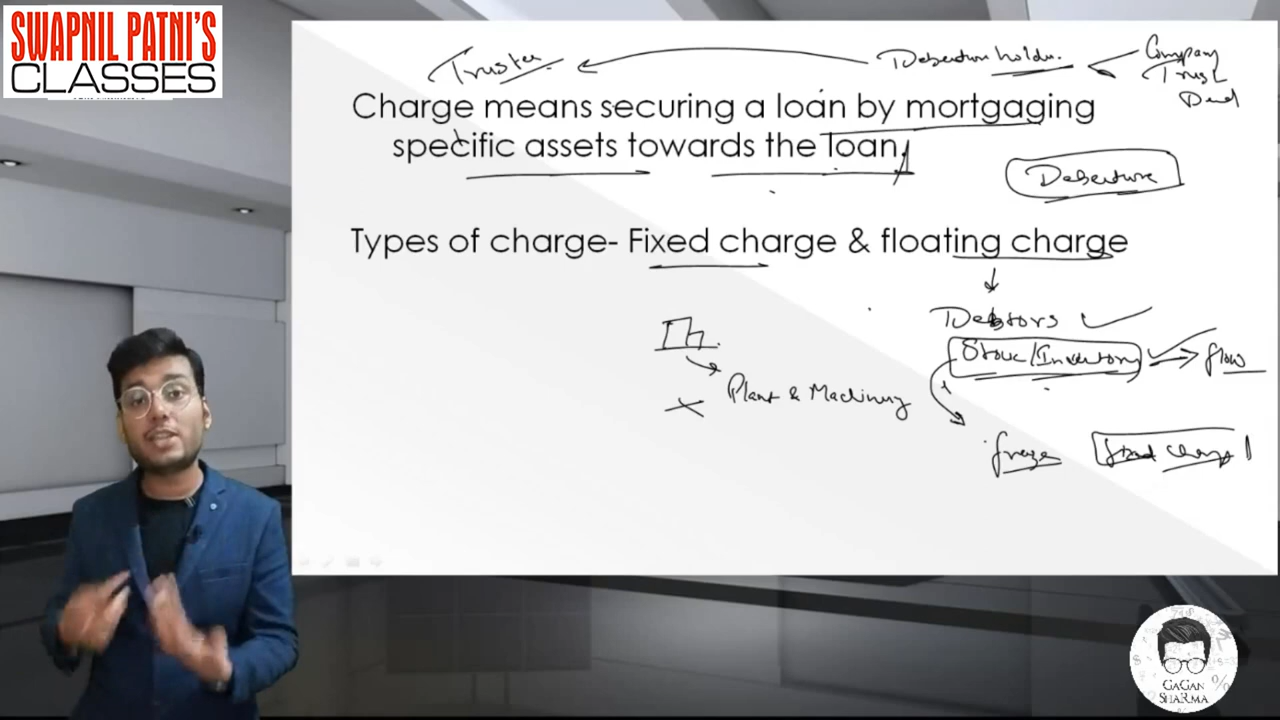 SWAPNIL PATNI'S
CLASSES
Trustee
Debenture holder.
Company
Trust
Deed
Charge means securing a loan by mortgaging
specific assets towards the loan.
Debenture
Types of charge- Fixed charge & floating charge
Debtors
Stock/Inventory
flow
Plant & Machinery
freeze
fixed charge
GaGan
SHaRMa